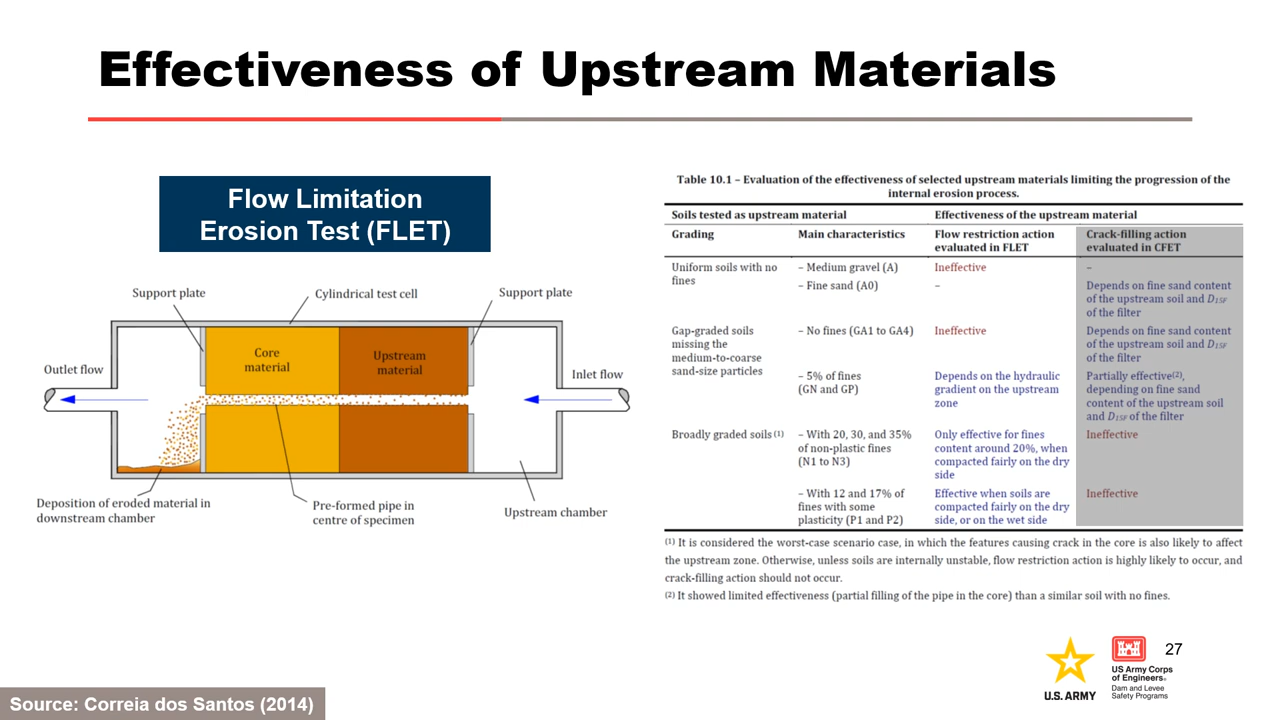 Effectiveness of Upstream Materials
Flow Limitation
Erosion Test (FLET)
Support plate
Cylindrical test cell
Support plate
Core
material
Upstream
material
Outlet flow
Inlet flow
Deposition of eroded material in
downstream chamber
Pre-formed pipe in
centre of specimen
Upstream chamber
Table 10.1 – Evaluation of the effectiveness of selected upstream materials limiting the progression of the
internal erosion process.
Soils tested as upstream material
Effectiveness of the upstream material
Grading
Main characteristics
Flow restriction action
evaluated in FLET
Crack-filling action
evaluated in CFET
Uniform soils with no
fines
– Medium gravel (A)
Ineffective
–
– Fine sand (A0)
–
Depends on fine sand content
of the upstream soil and D15F
of the filter
Gap-graded soils
missing the
medium-to-coarse
sand-size particles
– No fines (GA1 to GA4)
Ineffective
Depends on fine sand content
of the upstream soil and D15F
of the filter
– 5% of fines
(GN and GP)
Depends on the hydraulic
gradient on the upstream
zone
Partially effective(2),
depending on fine sand
content of the upstream soil
and D15F of the filter
Broadly graded soils (1)
– With 20, 30, and 35%
of non-plastic fines
(N1 to N3)
Only effective for fines
content around 20%, when
compacted fairly on the dry
side
Ineffective
– With 12 and 17% of
fines with some
plasticity (P1 and P2)
Effective when soils are
compacted fairly on the dry
side, or on the wet side
Ineffective
(1) It is considered the worst-case scenario case, in which the features causing crack in the core is also likely to affect
the upstream zone. Otherwise, unless soils are internally unstable, flow restriction action is highly likely to occur, and
crack-filling action should not occur.
(2) It showed limited effectiveness (partial filling of the pipe in the core) than a similar soil with no fines.
27
U.S. ARMY
US Army Corps
of Engineers®
Dam and Levee
Safety Programs
Source: Correia dos Santos (2014)